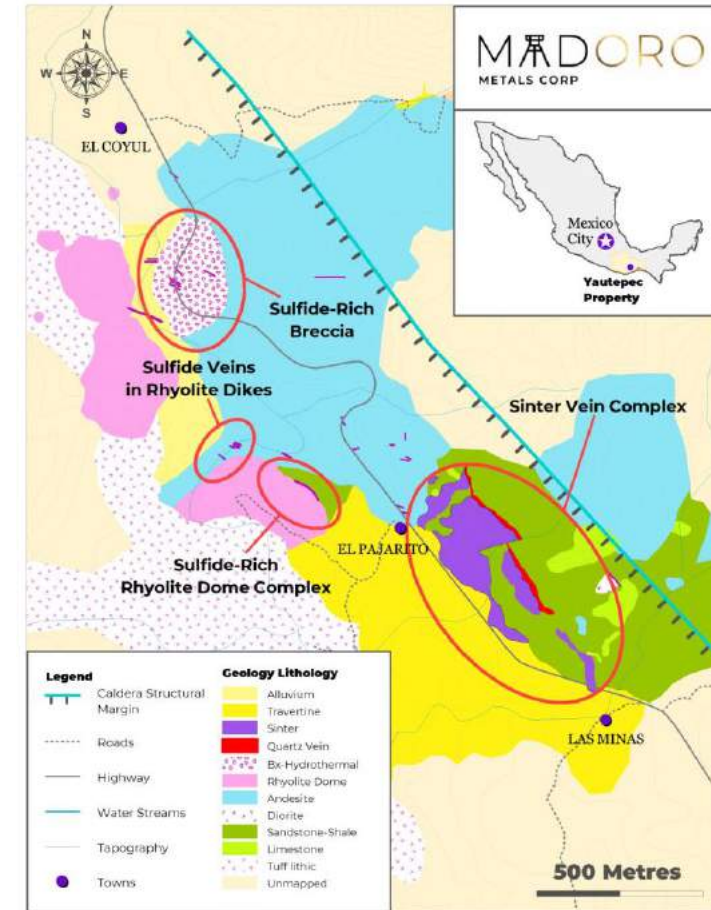 N
W
E
S
MADORO
METALS CORP
EL COYUL
Mexico
City
Yautepec
Property
Sulfide-Rich
Breccia
Sulfide Veins
in Rhyolite Dikes
Sinter Vein Complex
EL PAJARITO
Sulfide-Rich
Rhyolite Dome Complex
LAS MINAS
Legend
Caldera Structural
Margin
Roads
Highway
Water Streams
Tapography
Towns
Geology Lithology
Alluvium
Travertine
Sinter
Quartz Vein
Bx-Hydrothermal
Rhyolite Dome
Andesite
Diorite
Sandstone-Shale
Limestone
Tuff lithic
Unmapped
500 Metres